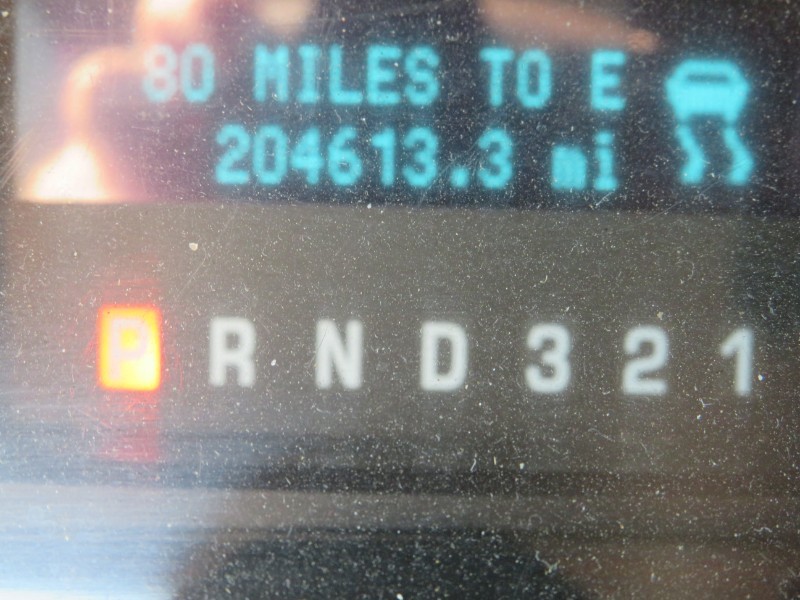 80 MILES TO E
204613.3 mi
P R N D 3 2 1